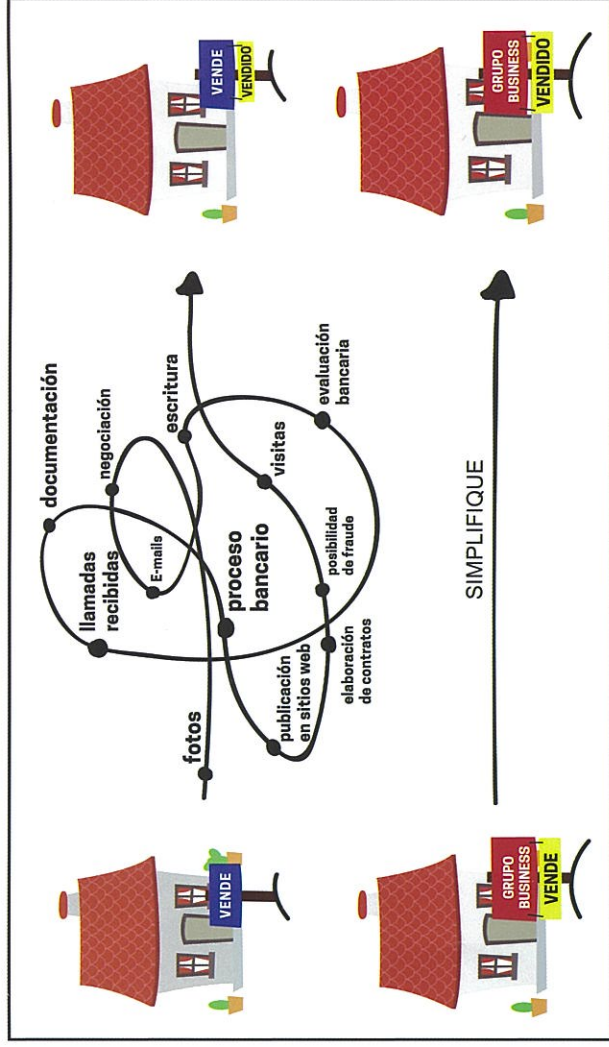 VENDE
fotos
publicación
en sitios web
proceso
bancario
llamadas
recibidas
documentación
E-mails
negociación
escritura
visitas
posibilidad
de fraude
elaboración
de contratos
evaluación
bancaria
VENDE
VENDIDO
GRUPO
BUSINESS
VENDE
SIMPLIFIQUE
GRUPO
BUSINESS
VENDIDO